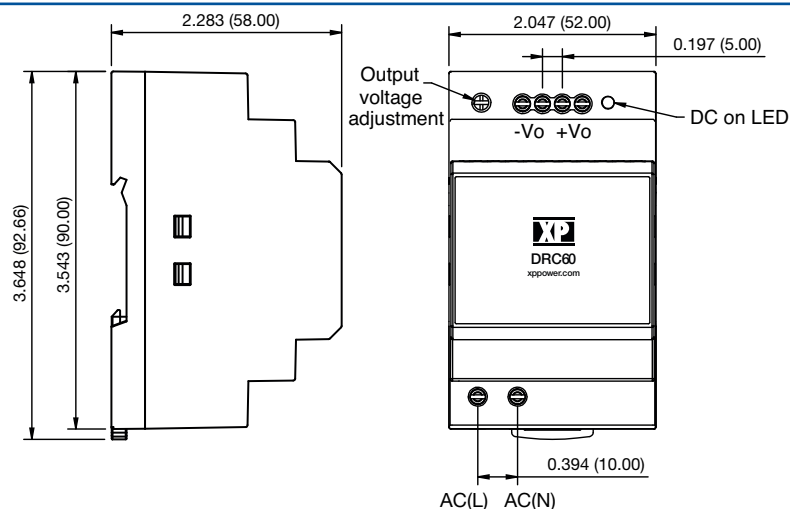 2.283 (58.00)
2.047 (52.00)
0.197 (5.00)
Output
voltage
adjustment
-Vo +Vo
DC on LED
3.648 (92.66)
3.543 (90.00)
XP
DRC60
xppower.com
0.394 (10.00)
AC(L) AC(N)